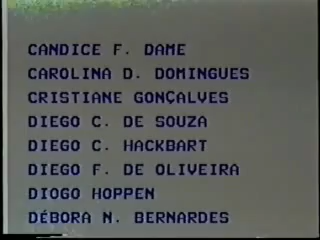 CANDICE F. DAME
CAROLINA D. DOMINGUES
CRISTIANE GONÇALVES
DIEGO C. DE SOUZA
DIEGO C. HACKBART
DIEGO F. DE OLIVEIRA
DIOGO HOPPEN
DÉBORA N. BERNARDES